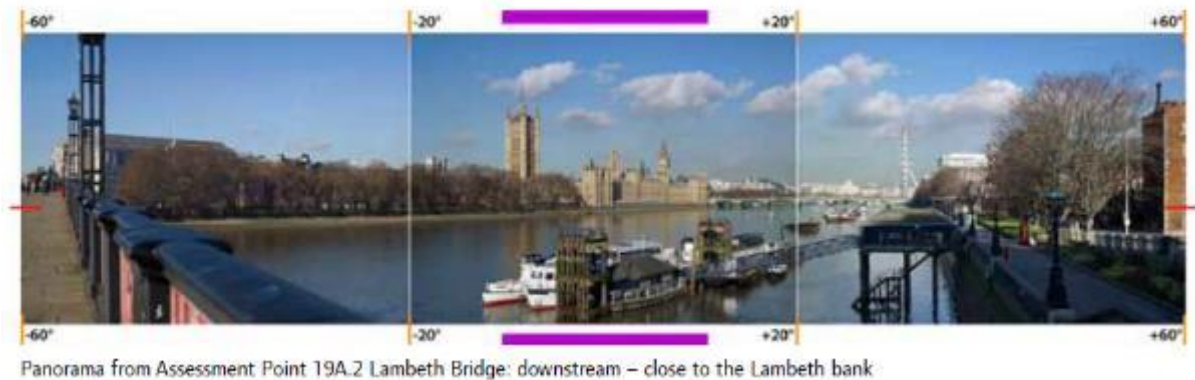 -60° -20° +20° +60°
-60° -20° +20° +60°
Panorama from Assessment Point 19A.2 Lambeth Bridge: downstream – close to the Lambeth bank